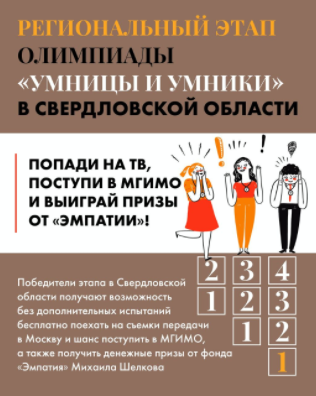 РЕГИОНАЛЬНЫЙ ЭТАП
ОЛИМПИАДЫ
«УМНИЦЫ И УМНИКИ»
В СВЕРДЛОВСКОЙ ОБЛАСТИ
ПОПАДИ НА ТВ,
ПОСТУПИ В МГИМО
И ВЫИГРАЙ ПРИЗЫ
ОТ «ЭМПАТИИ»!
2 3 4
1 2 3
1 2
1
Победители этапа в Свердловской
области получают возможность
без дополнительных испытаний
бесплатно поехать на съемки передачи
в Москву и шанс поступить в МГИМО,
а также получить денежные призы от фонда
«Эмпатия» Михаила Шелкова